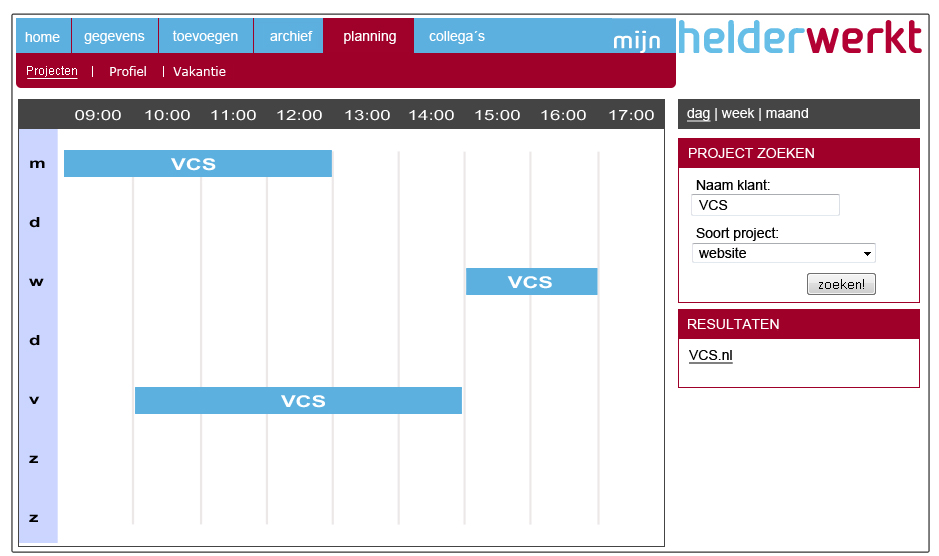 home gegevens toevoegen archief planning collega´s mijn helderwerkt
Projecten | Profiel | Vakantie
09:00 10:00 11:00 12:00 13:00 14:00 15:00 16:00 17:00
m VCS
d
w VCS
d
v VCS
z
z
dag | week | maand
PROJECT ZOEKEN
Naam klant:
VCS
Soort project:
website
zoeken!
RESULTATEN
VCS.nl